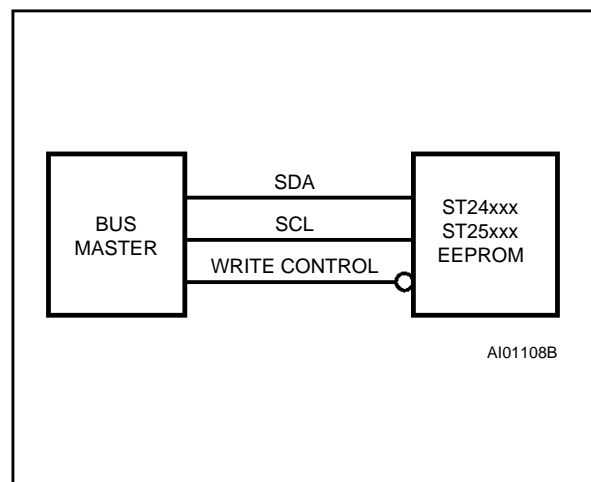 SDA
BUS
MASTER
SCL
WRITE CONTROL
ST24xxx
ST25xxx
EEPROM
AI01108B